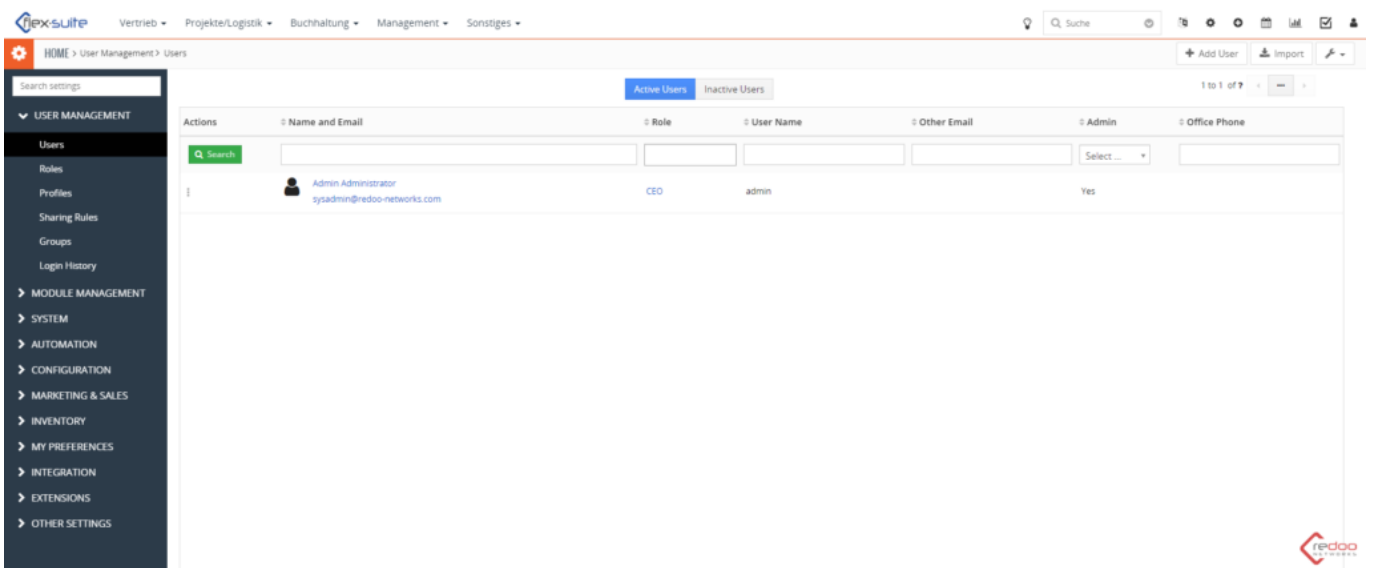 flex-suite Vertrieb Projekte/Logistik Buchhaltung Management Sonstiges Suche
HOME > User Management > Users Add User Import
Search settings
Active Users Inactive Users 1 to 1 of ?
USER MANAGEMENT
Actions Name and Email Role User Name Other Email Admin Office Phone
Users
Search Select ...
Roles
Admin Administrator
sysadmin@redoo-networks.com CEO admin Yes
Profiles
Sharing Rules
Groups
Login History
MODULE MANAGEMENT
SYSTEM
AUTOMATION
CONFIGURATION
MARKETING & SALES
INVENTORY
MY PREFERENCES
INTEGRATION
EXTENSIONS
OTHER SETTINGS
redoo
NETWORKS